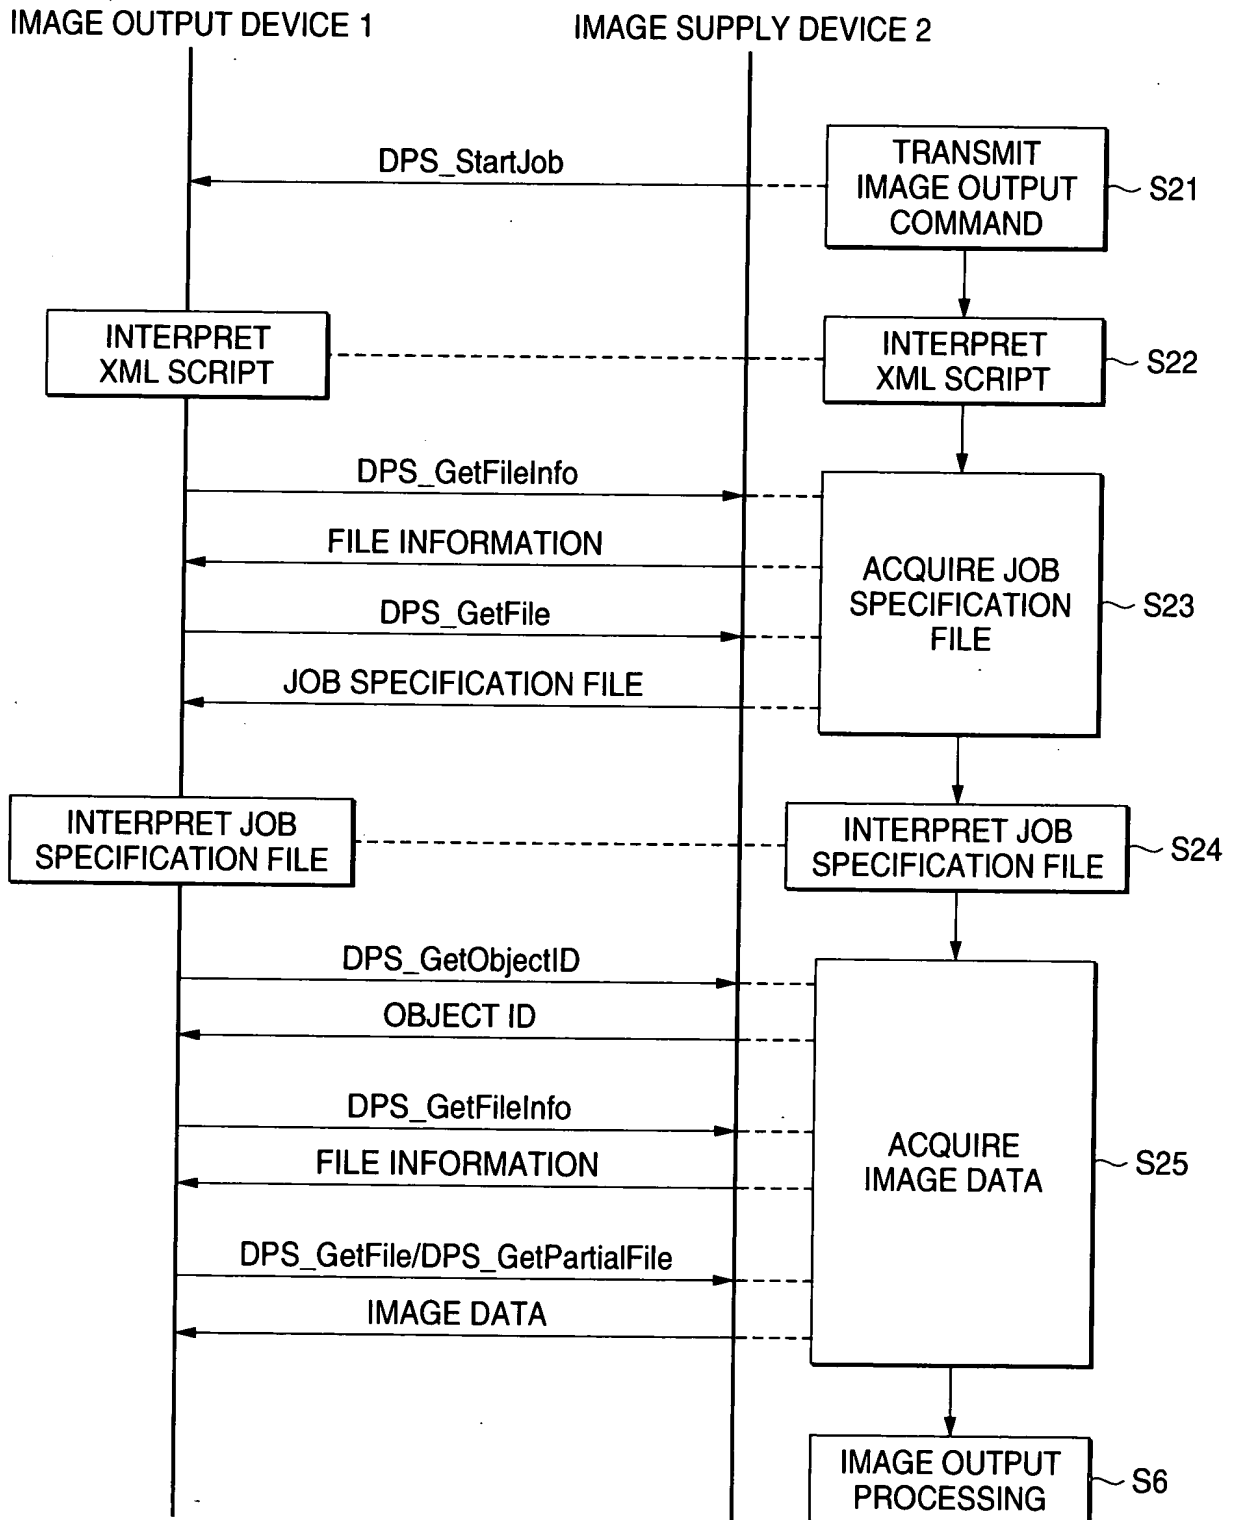 IMAGE OUTPUT DEVICE 1
IMAGE SUPPLY DEVICE 2
DPS_StartJob
TRANSMIT
IMAGE OUTPUT
COMMAND
S21
INTERPRET
XML SCRIPT
INTERPRET
XML SCRIPT
S22
DPS_GetFileInfo
FILE INFORMATION
DPS_GetFile
JOB SPECIFICATION FILE
ACQUIRE JOB
SPECIFICATION
FILE
S23
INTERPRET JOB
SPECIFICATION FILE
INTERPRET JOB
SPECIFICATION FILE
S24
DPS_GetObjectID
OBJECT ID
DPS_GetFileInfo
FILE INFORMATION
DPS_GetFile/DPS_GetPartialFile
IMAGE DATA
ACQUIRE
IMAGE DATA
S25
IMAGE OUTPUT
PROCESSING
S6